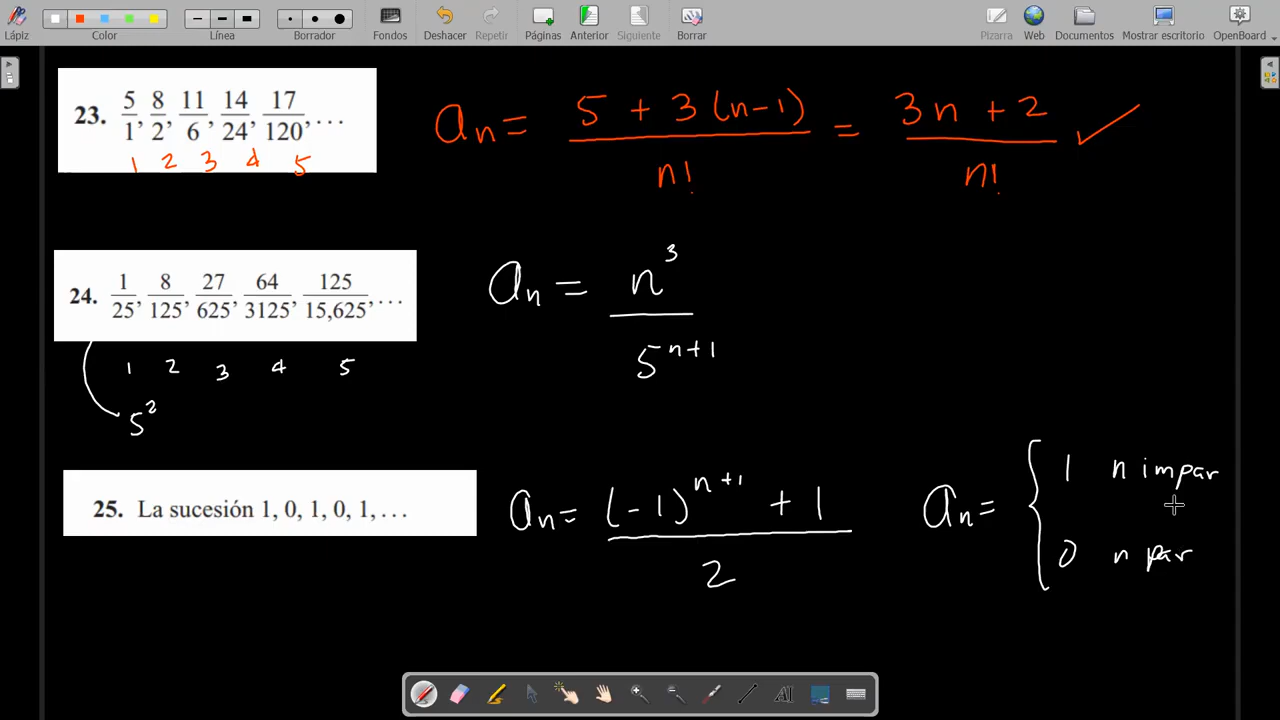 Lápiz Color Línea Borrador Fondos Deshacer Repetir Páginas Anterior Siguiente Borrar Pizarra Web Documentos Mostrar escritorio OpenBoard
23. 5/1, 8/2, 11/6, 14/24, 17/120, ...
1 2 3 4 5
an = 5 + 3(n-1) / n! = 3n + 2 / n! ✓
24. 1/25, 8/125, 27/625, 64/3125, 125/15,625, ...
1 2 3 4 5
5^2
an = n^3 / 5^(n+1)
25. La sucesión 1, 0, 1, 0, 1, ...
an = (-1)^(n+1) + 1 / 2
an = { 1 n impar
0 n par